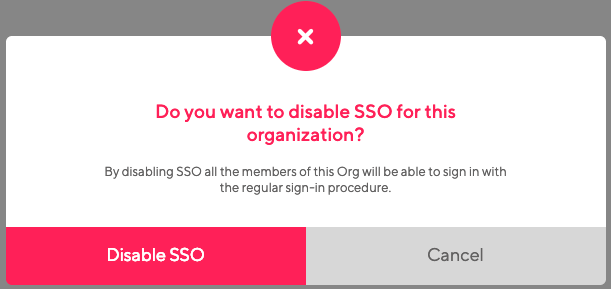 Do you want to disable SSO for this
organization?
By disabling SSO all the members of this Org will be able to sign in with
the regular sign-in procedure.
Disable SSO
Cancel